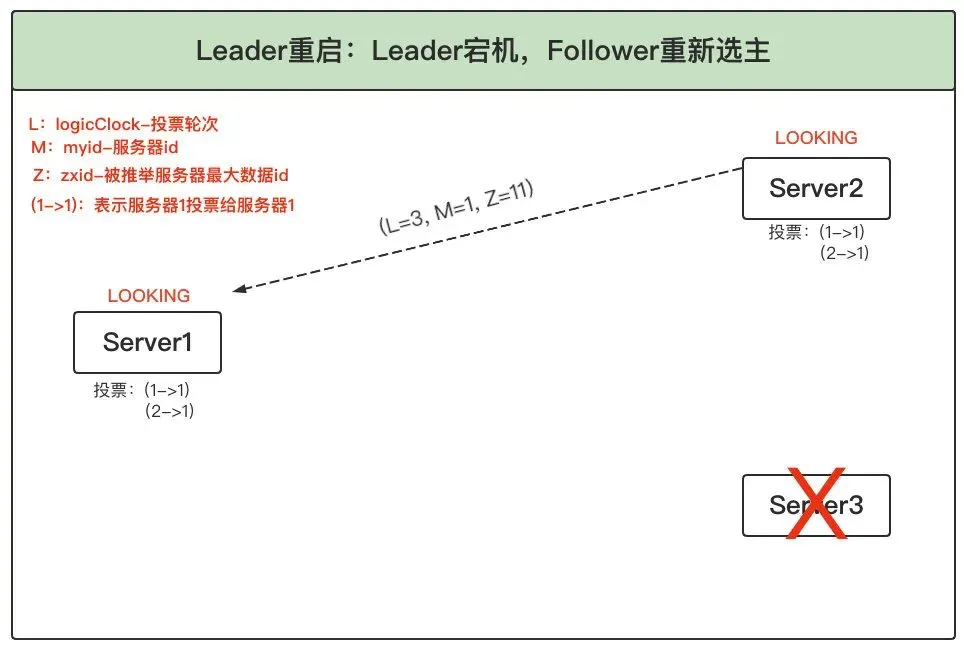 Leader重启：Leader宕机，Follower重新选主
L：logicClock-投票轮次
M：myid-服务器id
Z：zxid-被推举服务器最大数据id
(1->1)：表示服务器1投票给服务器1
LOOKING
Server2
投票：(1->1)
(2->1)
(L=3, M=1, Z=11)
LOOKING
Server1
投票：(1->1)
(2->1)
Server3